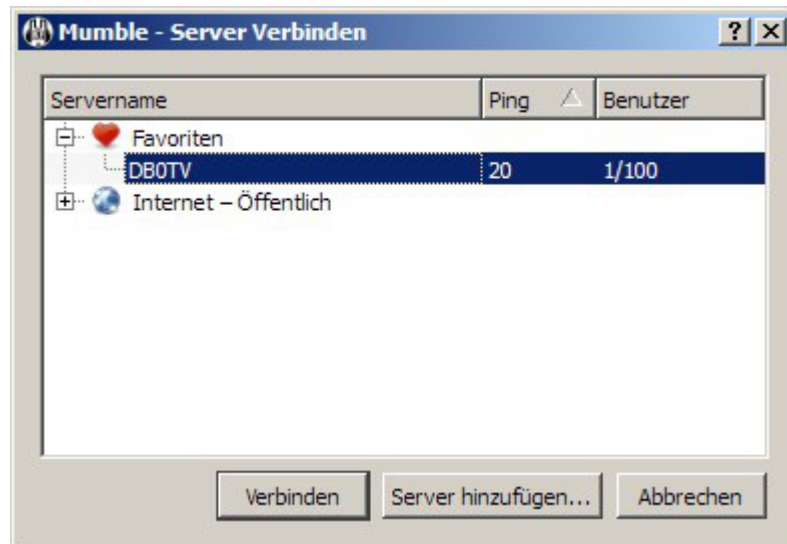 Mumble - Server Verbinden
Servername Ping Benutzer
Favoriten
DB0TV 20 1/100
Internet – Öffentlich
Verbinden Server hinzufügen... Abbrechen